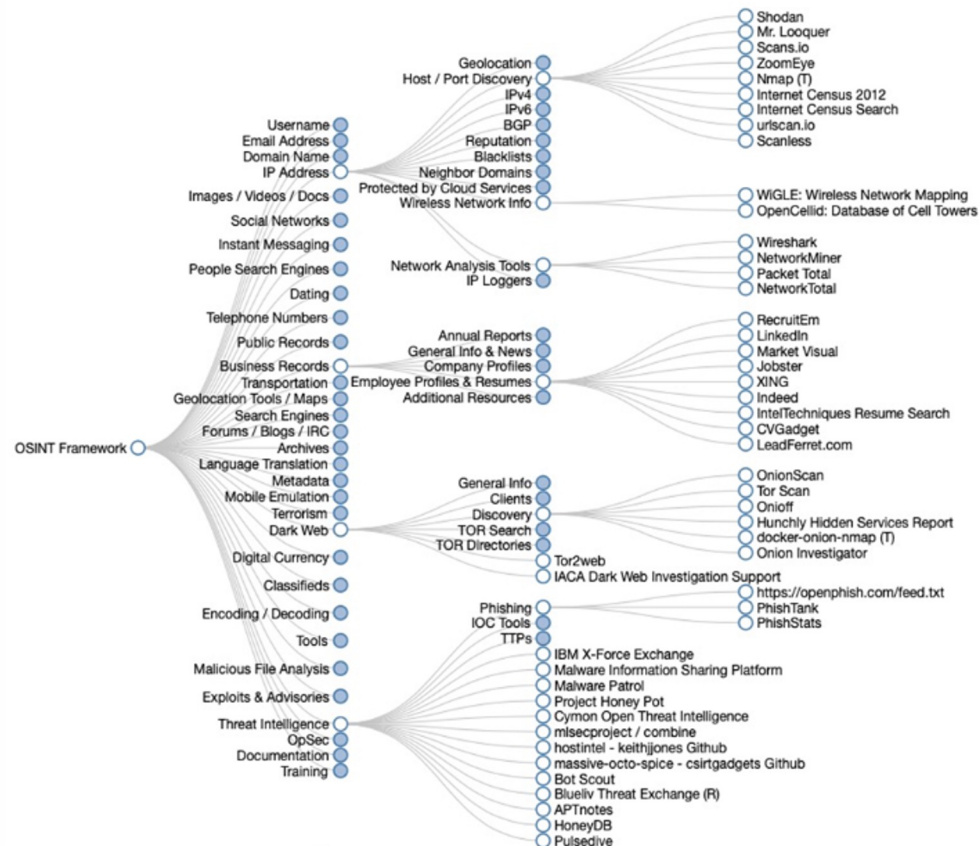 OSINT Framework
Username
Email Address
Domain Name
IP Address
Images / Videos / Docs
Social Networks
Instant Messaging
People Search Engines
Dating
Telephone Numbers
Public Records
Business Records
Transportation
Geolocation Tools / Maps
Search Engines
Forums / Blogs / IRC
Archives
Language Translation
Metadata
Mobile Emulation
Terrorism
Dark Web
Digital Currency
Classifieds
Encoding / Decoding
Tools
Malicious File Analysis
Exploits & Advisories
Threat Intelligence
OpSec
Documentation
Training
Geolocation
Host / Port Discovery
IPv4
IPv6
BGP
Reputation
Blacklists
Neighbor Domains
Protected by Cloud Services
Wireless Network Info
Network Analysis Tools
IP Loggers
Annual Reports
General Info & News
Company Profiles
Employee Profiles & Resumes
Additional Resources
General Info
Clients
Discovery
TOR Search
TOR Directories
Tor2web
IACA Dark Web Investigation Support
Phishing
IOC Tools
TTPs
IBM X-Force Exchange
Malware Information Sharing Platform
Malware Patrol
Project Honey Pot
Cymon Open Threat Intelligence
mlsecproject / combine
hostintel - keithjjones Github
massive-octo-spice - csirtgadgets Github
Bot Scout
Blueliv Threat Exchange (R)
APTnotes
HoneyDB
Pulsedive
Shodan
Mr. Looquer
Scans.io
ZoomEye
Nmap (T)
Internet Census 2012
Internet Census Search
urlscan.io
Scanless
WiGLE: Wireless Network Mapping
OpenCellid: Database of Cell Towers
Wireshark
NetworkMiner
Packet Total
NetworkTotal
RecruitEm
LinkedIn
Market Visual
Jobster
XING
Indeed
IntelTechniques Resume Search
CVGadget
LeadFerret.com
OnionScan
Tor Scan
Onioff
Hunchly Hidden Services Report
docker-onion-nmap (T)
Onion Investigator
https://openphish.com/feed.txt
PhishTank
PhishStats